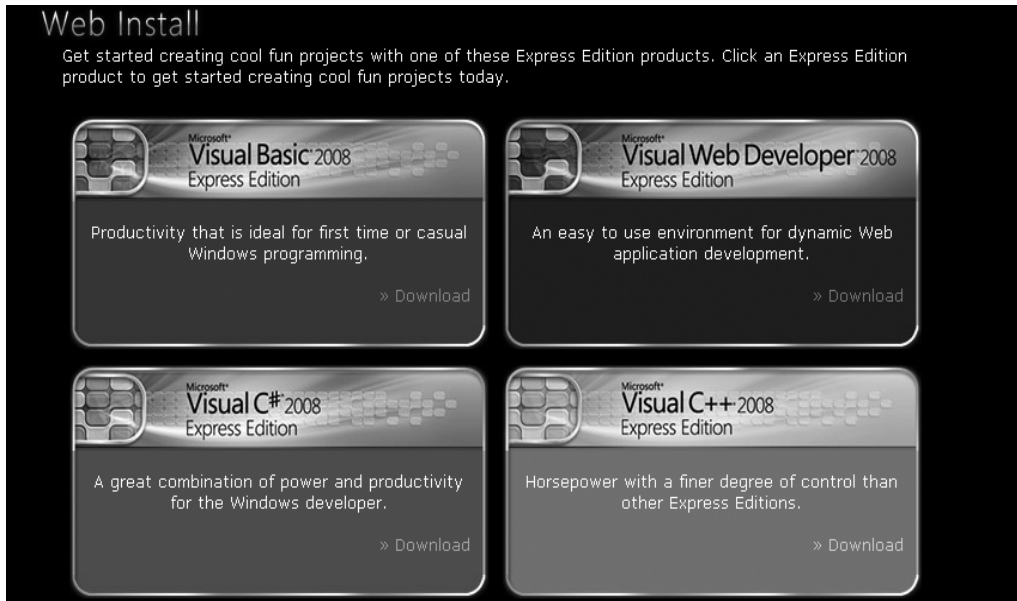 Web Install
Get started creating cool fun projects with one of these Express Edition products. Click an Express Edition
product to get started creating cool fun projects today.
Microsoft®
Visual Basic® 2008
Express Edition
Productivity that is ideal for first time or casual
Windows programming.
» Download
Microsoft®
Visual Web Developer® 2008
Express Edition
An easy to use environment for dynamic Web
application development.
» Download
Microsoft®
Visual C#® 2008
Express Edition
A great combination of power and productivity
for the Windows developer.
» Download
Microsoft®
Visual C++® 2008
Express Edition
Horsepower with a finer degree of control than
other Express Editions.
» Download